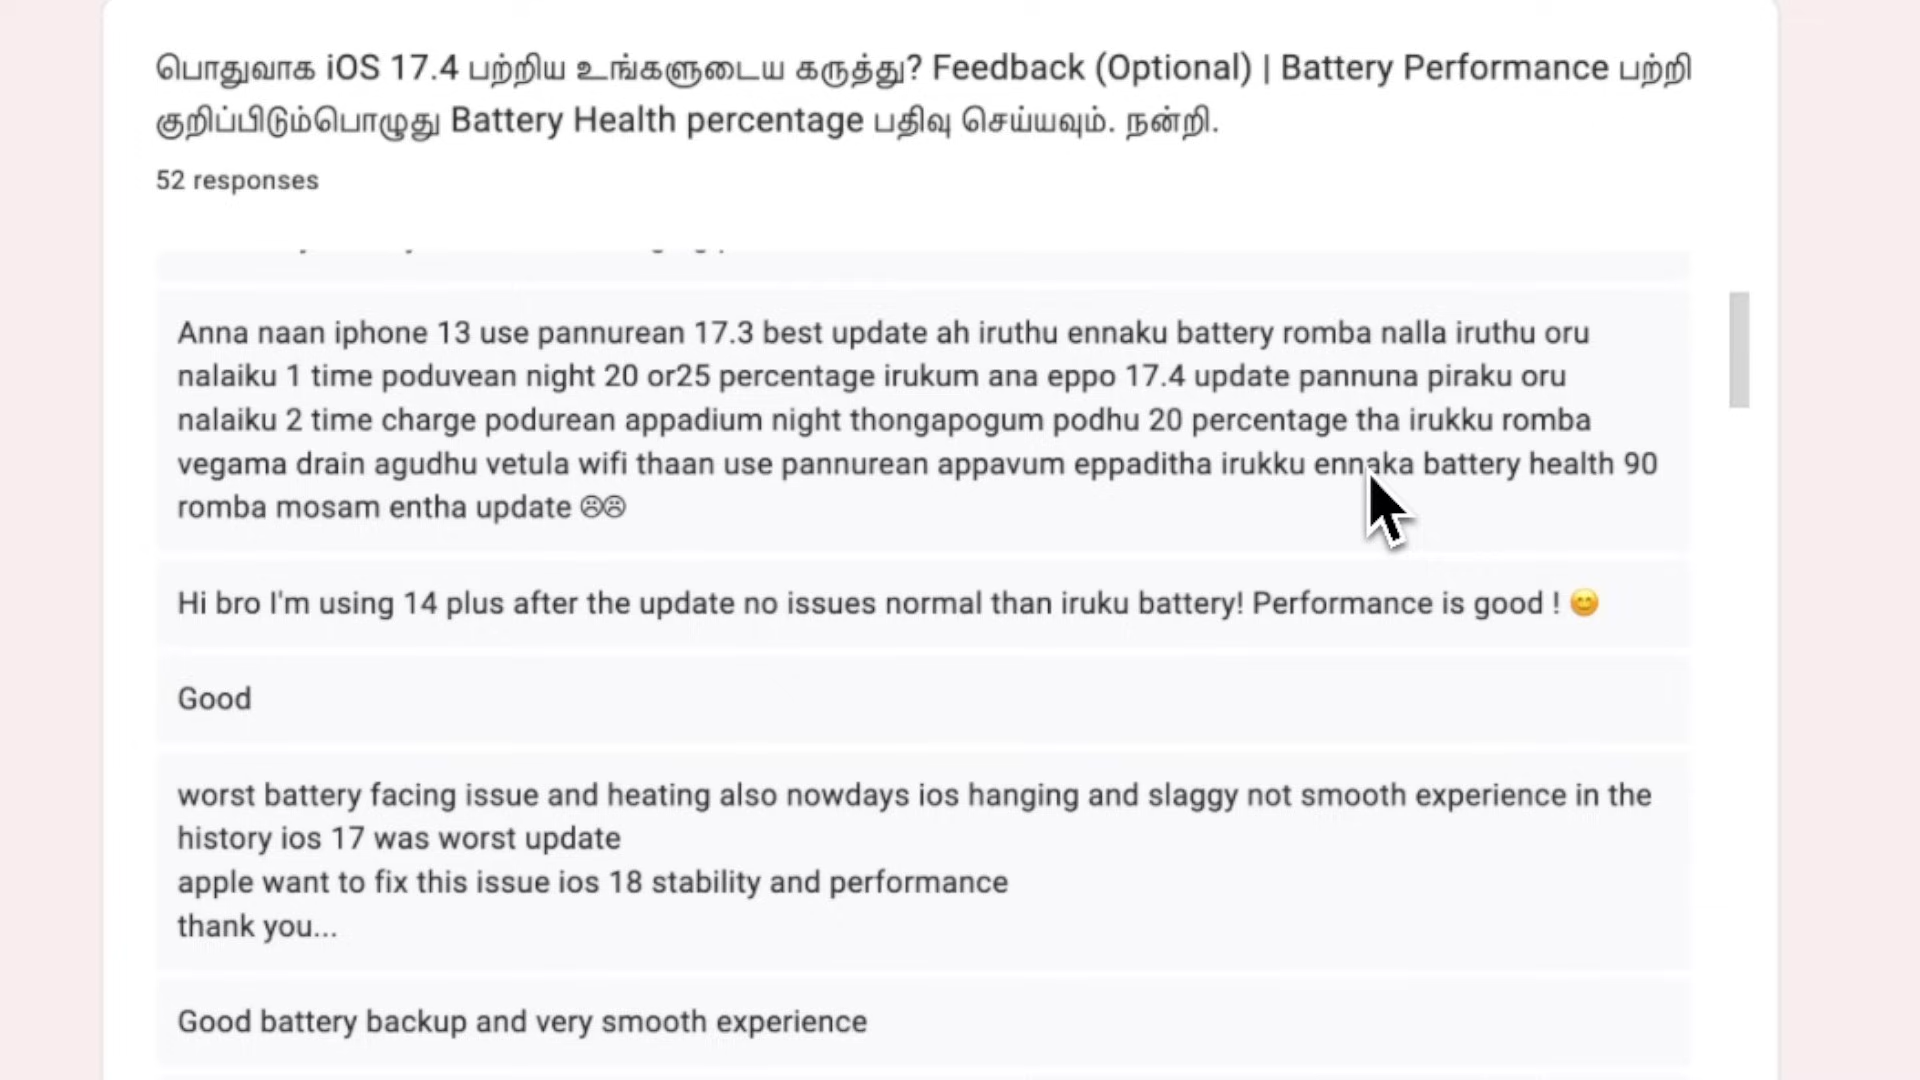 பொதுவாக iOS 17.4 பற்றிய உங்களுடைய கருத்து? Feedback (Optional) | Battery Performance பற்றி
குறிப்பிடும்பொழுது Battery Health percentage பதிவு செய்யவும். நன்றி.
52 responses
Anna naan iphone 13 use pannurean 17.3 best update ah iruthu ennaku battery romba nalla iruthu oru
nalaiku 1 time poduvean night 20 or25 percentage irukum ana eppo 17.4 update pannuna piraku oru
nalaiku 2 time charge podurean appadium night thongapogum podhu 20 percentage tha irukku romba
vegama drain agudhu vetula wifi thaan use pannurean appavum eppaditha irukku ennaka battery health 90
romba mosam entha update ☹☹
Hi bro I'm using 14 plus after the update no issues normal than iruku battery! Performance is good ! 😊
Good
worst battery facing issue and heating also nowdays ios hanging and slaggy not smooth experience in the
history ios 17 was worst update
apple want to fix this issue ios 18 stability and performance
thank you...
Good battery backup and very smooth experience